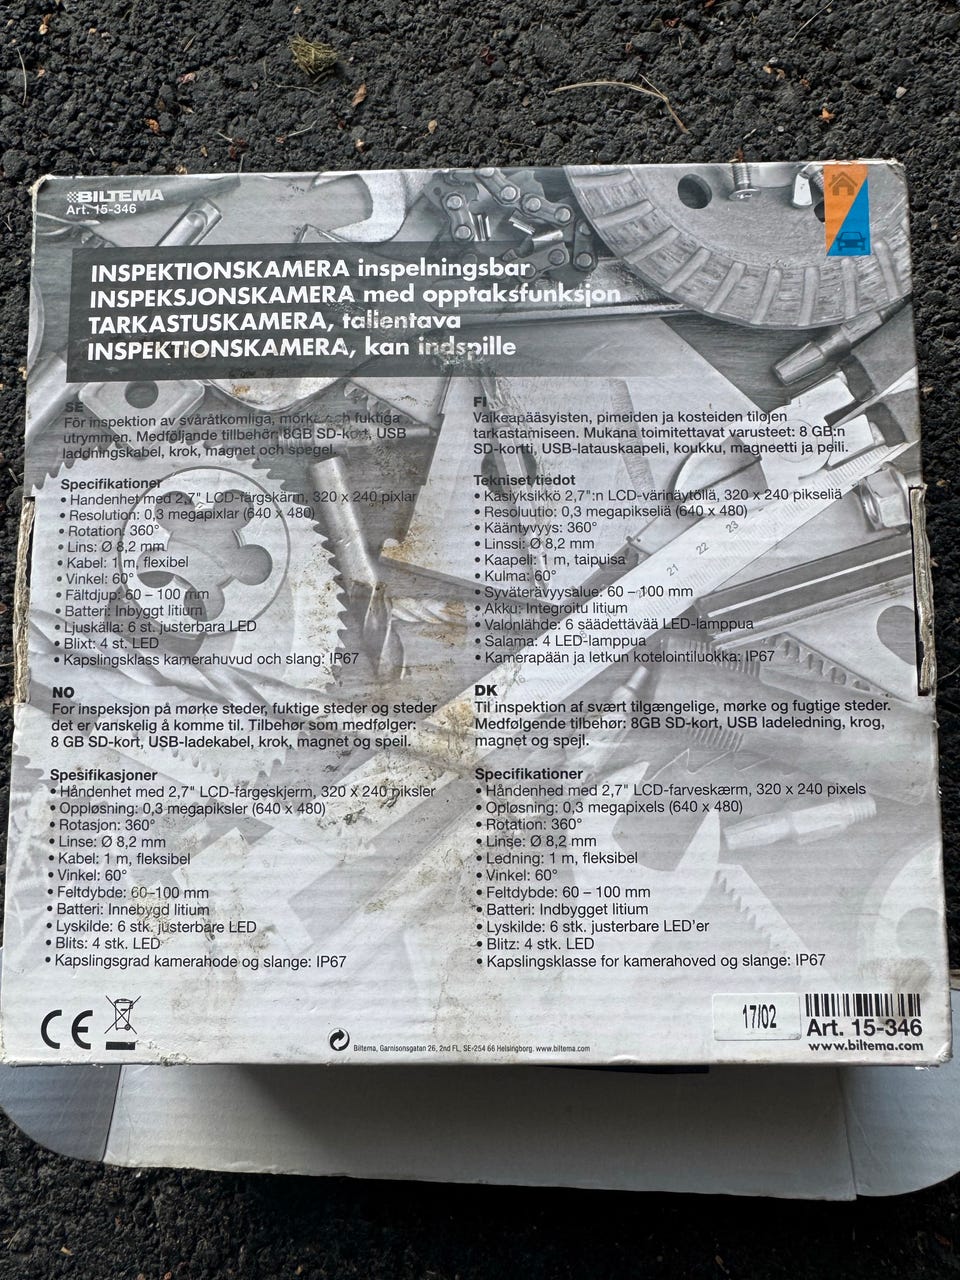 BILTEMA
Art. 15-346
INSPEKTIONSKAMERA inspelningsbar
INSPEKSJONSKAMERA med opptaksfunksjon
TARKASTUSKAMERA, tallentava
INSPEKTIONSKAMERA, kan indspille
SE
För inspektion av svåråtkomliga, mörka och fuktiga
utrymmen. Medföljande tillbehör: 8GB SD-kort, USB
laddningskabel, krok, magnet och spegel.
Specifikationer
• Handenhet med 2,7" LCD-färgskärm, 320 x 240 pixlar
• Resolution: 0,3 megapixlar (640 x 480)
• Rotation: 360°
• Lins: Ø 8,2 mm
• Kabel: 1 m, flexibel
• Vinkel: 60°
• Fältdjup: 60 – 100 mm
• Batteri: Inbyggt litium
• Ljuskälla: 6 st. justerbara LED
• Blixt: 4 st. LED
• Kapslingsklass kamerahuvud och slang: IP67
FI
Vaikeapääsyisten, pimeiden ja kosteiden tilojen
tarkastamiseen. Mukana toimitettavat varusteet: 8 GB:n
SD-kortti, USB-latauskaapeli, koukku, magneetti ja peili.
Tekniset tiedot
• Käsiyksikkö 2,7":n LCD-värinäytöllä, 320 x 240 pikseliä
• Resoluutio: 0,3 megapikseliä (640 x 480)
• Kääntyvyys: 360°
• Linssi: Ø 8,2 mm
• Kaapeli: 1 m, taipuisa
• Kulma: 60°
• Syväterävyysalue: 60 – 100 mm
• Akku: Integroitu litium
• Valonlähde: 6 säädettävää LED-lamppua
• Salama: 4 LED-lamppua
• Kamerapään ja letkun kotelointiluokka: IP67
NO
For inspeksjon på mørke steder, fuktige steder og steder
det er vanskelig å komme til. Tilbehør som medfølger:
8 GB SD-kort, USB-ladekabel, krok, magnet og speil.
Spesifikasjoner
• Håndenhet med 2,7" LCD-fargeskjerm, 320 x 240 piksler
• Oppløsning: 0,3 megapiksler (640 x 480)
• Rotasjon: 360°
• Linse: Ø 8,2 mm
• Kabel: 1 m, fleksibel
• Vinkel: 60°
• Feltdybde: 60–100 mm
• Batteri: Innebygd litium
• Lyskilde: 6 stk. justerbare LED
• Blits: 4 stk. LED
• Kapslingsgrad kamerahode og slange: IP67
DK
Til inspektion af svært tilgængelige, mørke og fugtige steder.
Medfølgende tilbehør: 8GB SD-kort, USB ladeledning, krog,
magnet og spejl.
Specifikationer
• Håndenhed med 2,7" LCD-farveskærm, 320 x 240 pixels
• Opløsning: 0,3 megapixels (640 x 480)
• Rotation: 360°
• Linse: Ø 8,2 mm
• Ledning: 1 m, fleksibel
• Vinkel: 60°
• Feltdybde: 60 – 100 mm
• Batteri: Indbygget litium
• Lyskilde: 6 stk. justerbare LED'er
• Blitz: 4 stk. LED
• Kapslingsklasse for kamerahoved og slange: IP67
21
22
23
CE
Biltema, Garnisonsgatan 26, 2nd FL, SE-254 66 Helsingborg. www.biltema.com
17/02
Art. 15-346
www.biltema.com